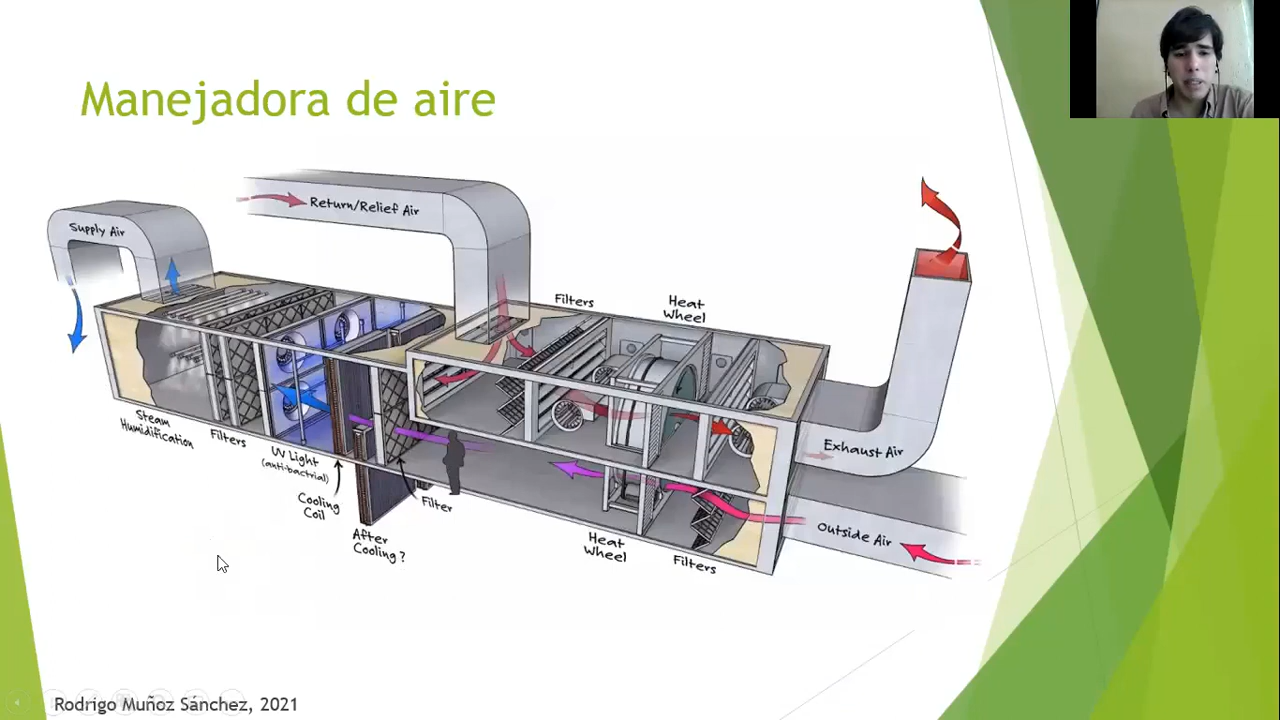 Manejadora de aire
Return/Relief Air
Supply Air
Filters
Heat
Wheel
Steam
Humidification
Filters
UV Light
(anti-bactrial)
Cooling
Coil
After
Cooling?
Filter
Heat
Wheel
Filters
Exhaust Air
Outside Air
Rodrigo Muñoz Sánchez, 2021